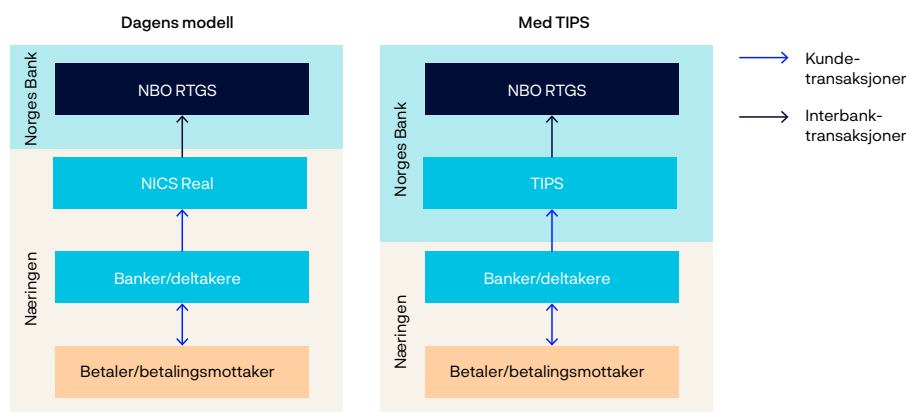 Dagens modell
Norges Bank
NBO RTGS
NICS Real
Næringen
Banker/deltakere
Betaler/betalingsmottaker
Med TIPS
Norges Bank
NBO RTGS
TIPS
Næringen
Banker/deltakere
Betaler/betalingsmottaker
Kunde-
transaksjoner
Interbank-
transaksjoner